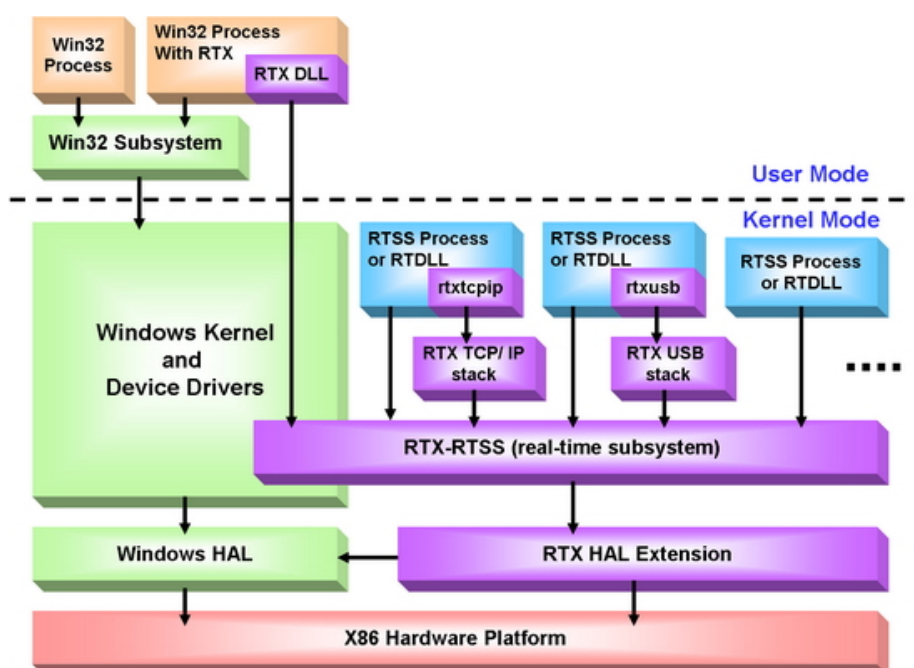 Win32
Process
Win32 Process
With RTX
RTX DLL
Win32 Subsystem
User Mode
Kernel Mode
Windows Kernel
and
Device Drivers
RTSS Process
or RTDLL
rtxtcpip
RTX TCP/ IP
stack
RTSS Process
or RTDLL
rtxusb
RTX USB
stack
RTSS Process
or RTDLL
RTX-RTSS (real-time subsystem)
Windows HAL
RTX HAL Extension
X86 Hardware Platform